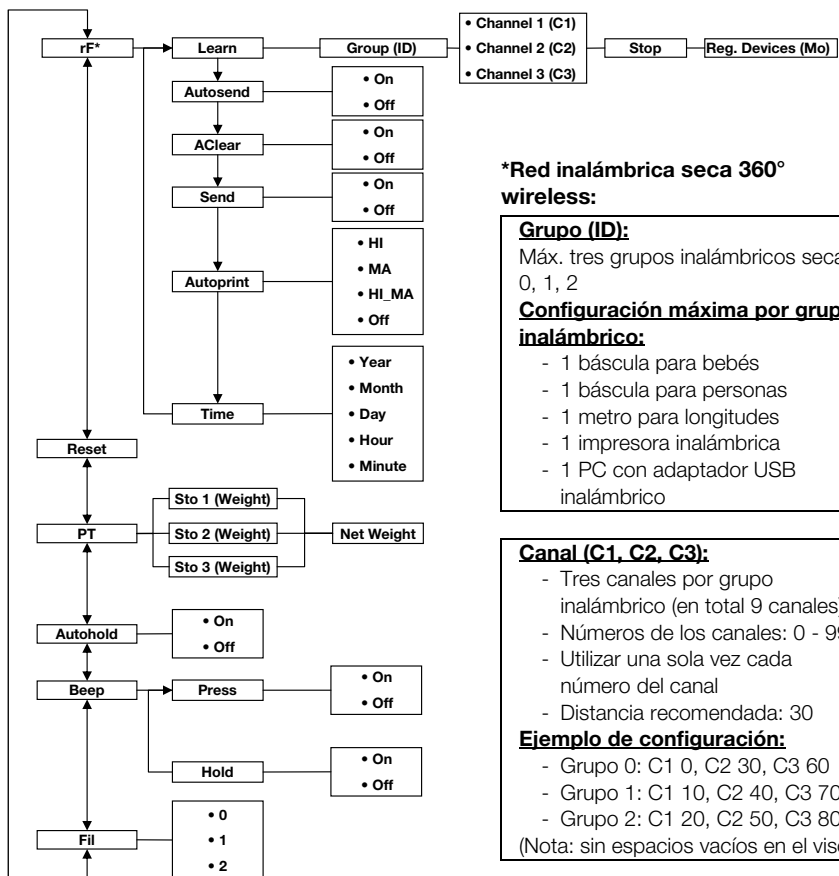 rF*
Learn
Group (ID)
• Channel 1 (C1)
• Channel 2 (C2)
• Channel 3 (C3)
Stop
Reg. Devices (Mo)
Autosend
• On
• Off
AClear
• On
• Off
Send
• On
• Off
Autoprint
• HI
• MA
• HI_MA
• Off
Time
• Year
• Month
• Day
• Hour
• Minute
Reset
PT
Sto 1 (Weight)
Sto 2 (Weight)
Sto 3 (Weight)
Net Weight
Autohold
• On
• Off
Beep
Press
• On
• Off
Hold
• On
• Off
Fil
• 0
• 1
• 2
*Red inalámbrica seca 360°
wireless:
Grupo (ID):
Máx. tres grupos inalámbricos seca
0, 1, 2
Configuración máxima por grup
inalámbrico:
- 1 báscula para bebés
- 1 báscula para personas
- 1 metro para longitudes
- 1 impresora inalámbrica
- 1 PC con adaptador USB
inalámbrico
Canal (C1, C2, C3):
- Tres canales por grupo
inalámbrico (en total 9 canales)
- Números de los canales: 0 - 99
- Utilizar una sola vez cada
número del canal
- Distancia recomendada: 30
Ejemplo de configuración:
- Grupo 0: C1 0, C2 30, C3 60
- Grupo 1: C1 10, C2 40, C3 70
- Grupo 2: C1 20, C2 50, C3 80
(Nota: sin espacios vacíos en el